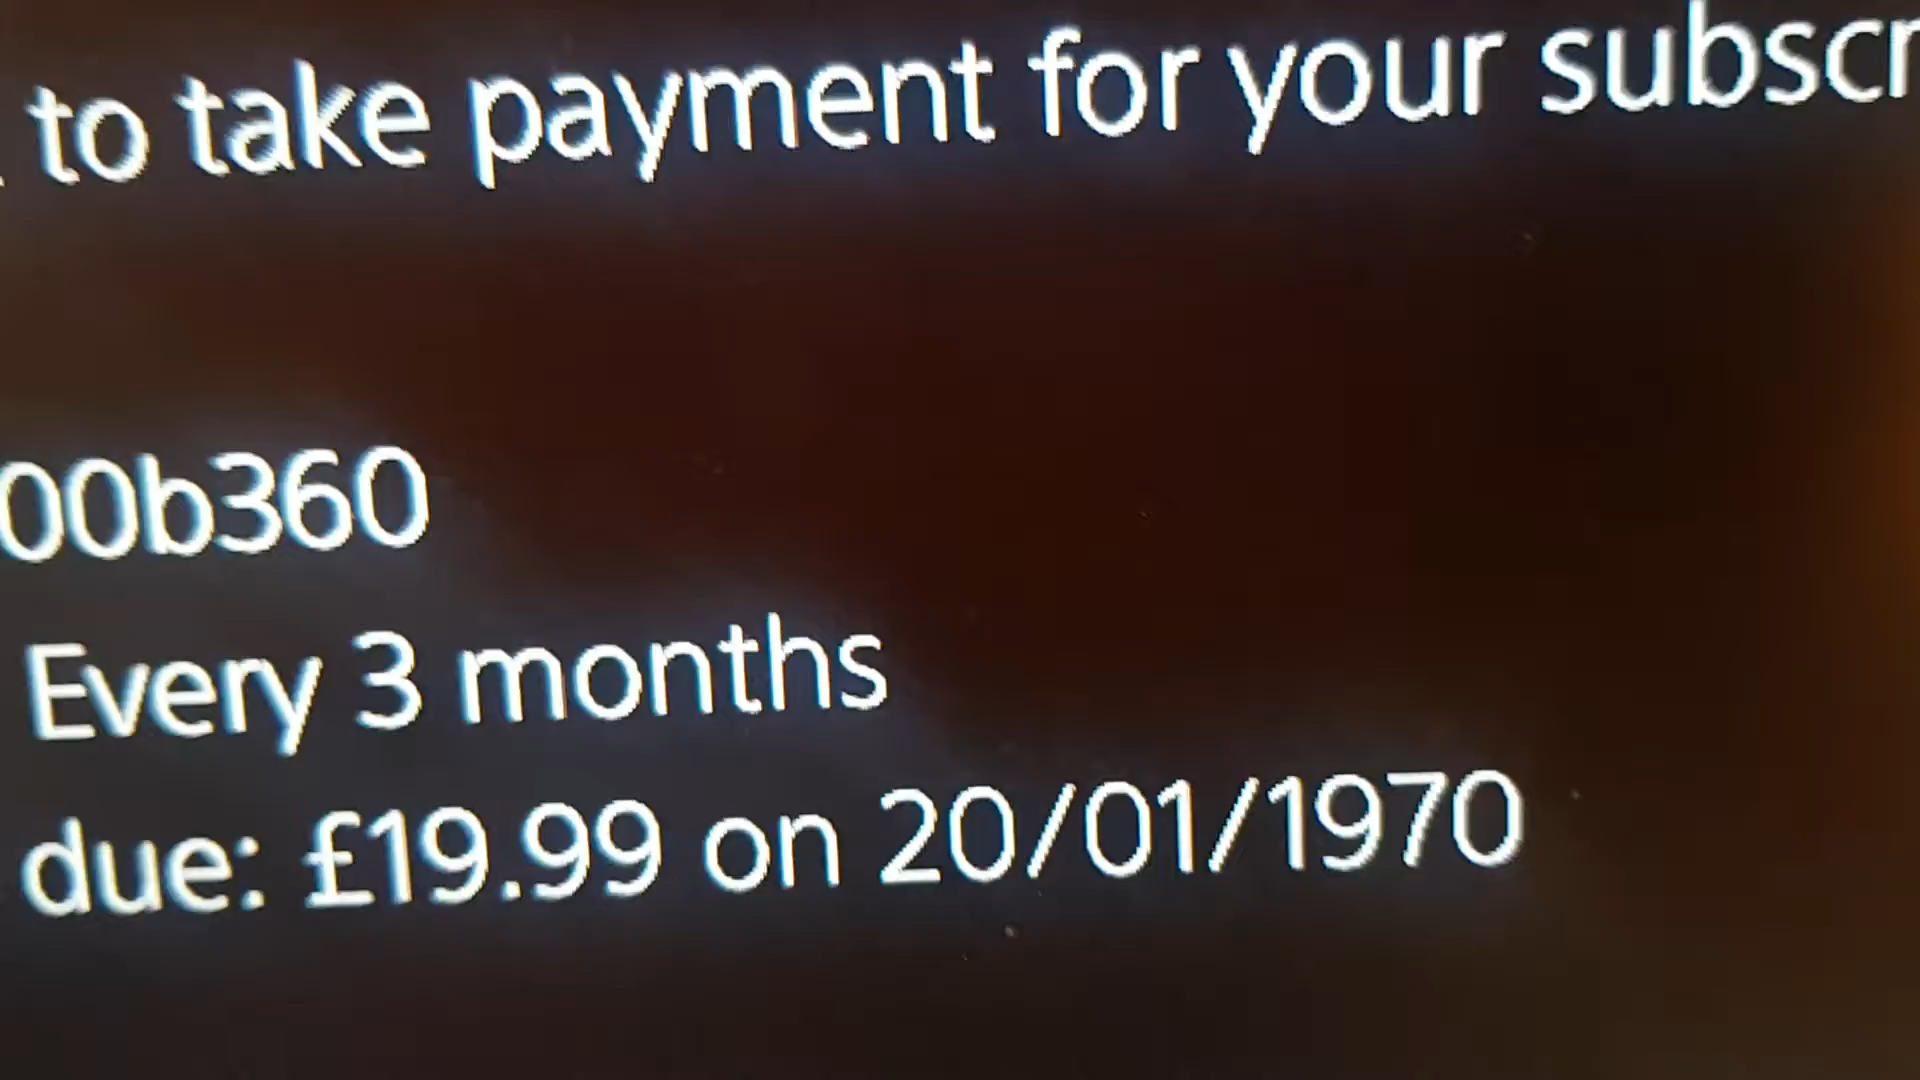 to take payment for your subscr
00b360
Every 3 months
due: £19.99 on 20/01/1970